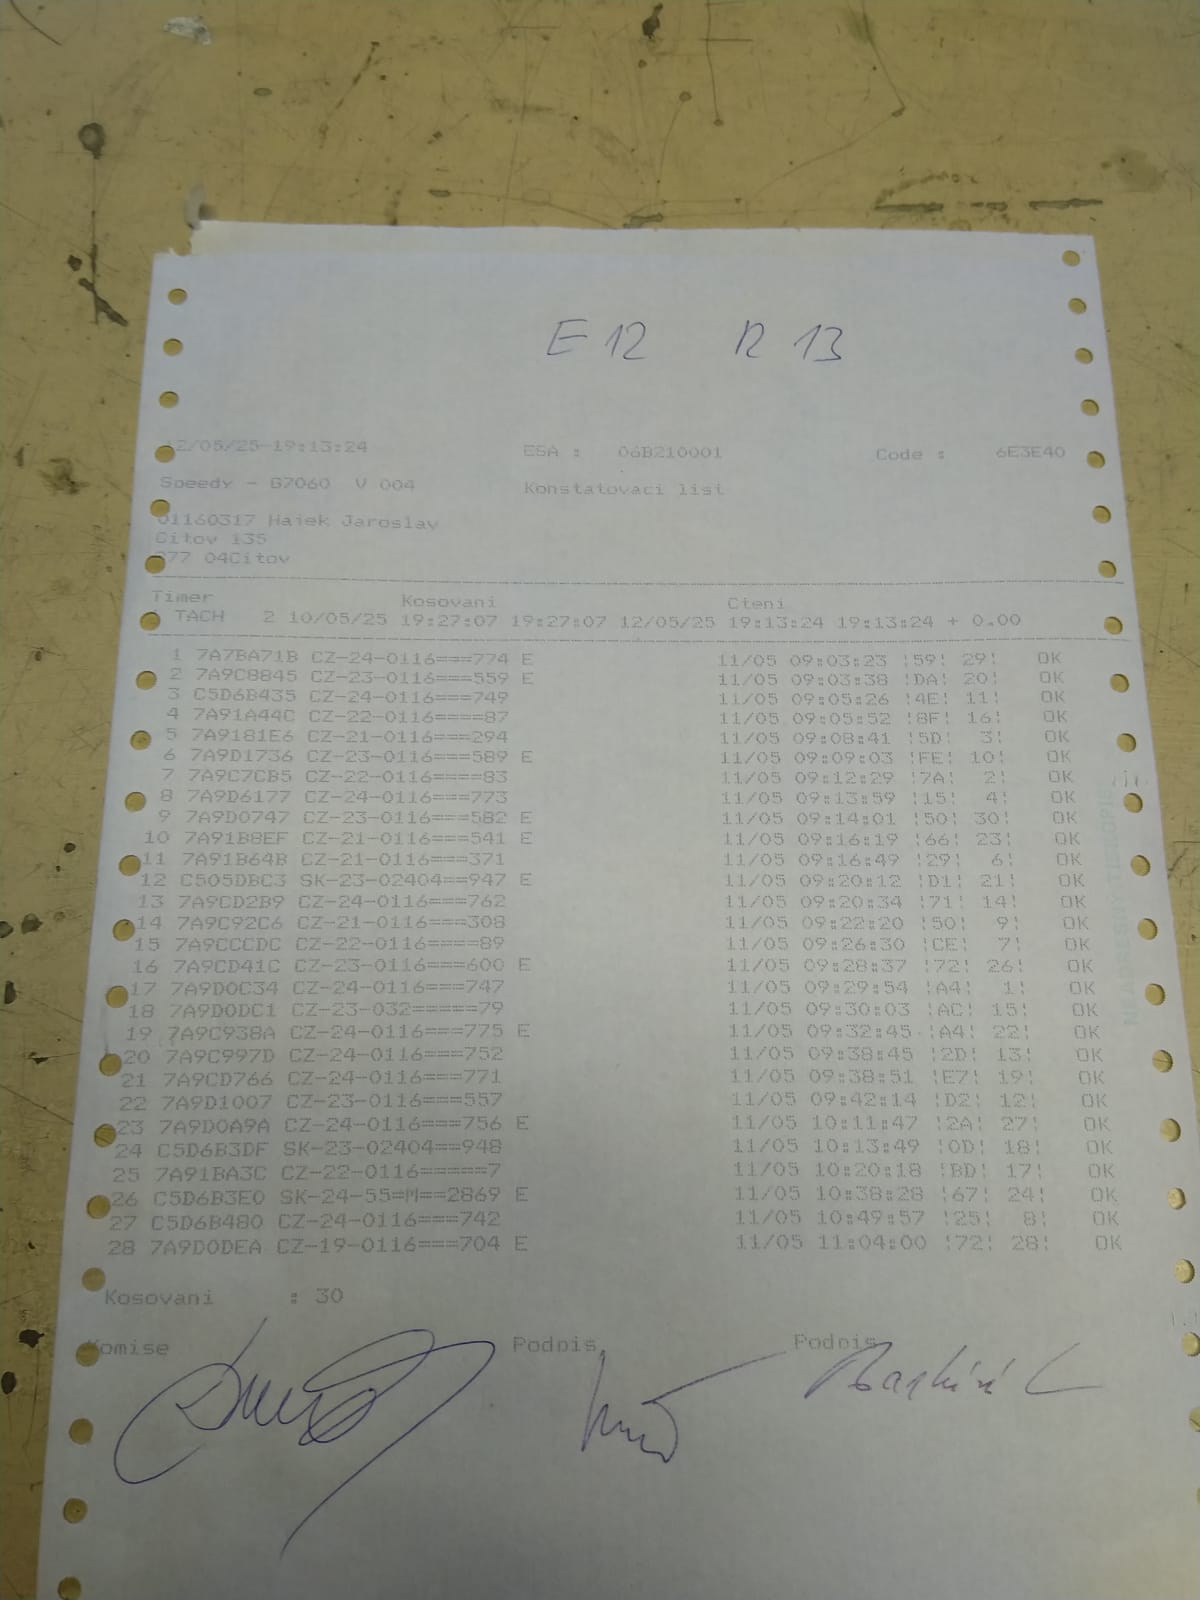 E 12 R 13
12/05/25-19:13:24 ESA : 06B210001 Code : 6E3E40
Speedy - G7060 V 004 Konstatovaci list
01160317 Hajek Jaroslav
Citov 135
04Citov
Timer Kosovani Cteni
TACH 2 10/05/25 19:27:07 19:27:07 12/05/25 19:13:24 19:13:24 + 0.00
1 7A7BA71B CZ-24-0116===774 E 11/05 09:03:23 ¦59¦ 29¦ OK
2 7A9C8845 CZ-23-0116===559 E 11/05 09:03:38 ¦DA¦ 20¦ OK
3 C5D6B435 CZ-24-0116===749 11/05 09:05:26 ¦4E¦ 11¦ OK
4 7A91A44C CZ-22-0116====87 11/05 09:05:52 ¦8F¦ 16¦ OK
5 7A9181E6 CZ-21-0116===294 11/05 09:08:41 ¦5D¦ 3¦ OK
6 7A9D1736 CZ-23-0116===589 E 11/05 09:09:03 ¦FE¦ 10¦ OK
7 7A9C7CB5 CZ-22-0116====83 11/05 09:12:29 ¦7A¦ 2¦ OK
8 7A9D6177 CZ-24-0116===773 11/05 09:13:59 ¦15¦ 4¦ OK
9 7A9D0747 CZ-23-0116===582 E 11/05 09:14:01 ¦50¦ 30¦ OK
10 7A91B8EF CZ-21-0116===541 E 11/05 09:16:19 ¦66¦ 23¦ OK
11 7A91B64B CZ-21-0116===371 11/05 09:16:49 ¦29¦ 6¦ OK
12 C505DBC3 SK-23-02404==947 E 11/05 09:20:12 ¦D1¦ 21¦ OK
13 7A9CD2B9 CZ-24-0116===762 11/05 09:20:34 ¦71¦ 14¦ OK
14 7A9C92C6 CZ-21-0116===308 11/05 09:22:20 ¦50¦ 9¦ OK
15 7A9CCCDC CZ-22-0116====89 11/05 09:26:30 ¦CE¦ 7¦ OK
16 7A9CD41C CZ-23-0116===600 E 11/05 09:28:37 ¦72¦ 26¦ OK
17 7A9D0C34 CZ-24-0116===747 11/05 09:29:54 ¦A4¦ 1¦ OK
18 7A9D0DC1 CZ-23-032=====79 11/05 09:30:03 ¦AC¦ 15¦ OK
19 7A9C938A CZ-24-0116===775 E 11/05 09:32:45 ¦A4¦ 22¦ OK
20 7A9C997D CZ-24-0116===752 11/05 09:38:45 ¦2D¦ 13¦ OK
21 7A9CD766 CZ-24-0116===771 11/05 09:38:51 ¦E7¦ 19¦ OK
22 7A9D1007 CZ-23-0116===557 11/05 09:42:14 ¦D2¦ 12¦ OK
23 7A9D0A9A CZ-24-0116===756 E 11/05 10:11:47 ¦2A¦ 27¦ OK
24 C5D6B3DF SK-23-02404==948 11/05 10:13:49 ¦0D¦ 18¦ OK
25 7A91BA3C CZ-22-0116=====7 11/05 10:20:18 ¦BD¦ 17¦ OK
26 C5D6B3E0 SK-24-55=M==2869 E 11/05 10:38:28 ¦67¦ 24¦ OK
27 C5D6B480 CZ-24-0116===742 11/05 10:49:57 ¦25¦ 8¦ OK
28 7A9D0DEA CZ-19-0116===704 E 11/05 11:04:00 ¦72¦ 28¦ OK
Kosovani : 30
Komise Podpis Podpis